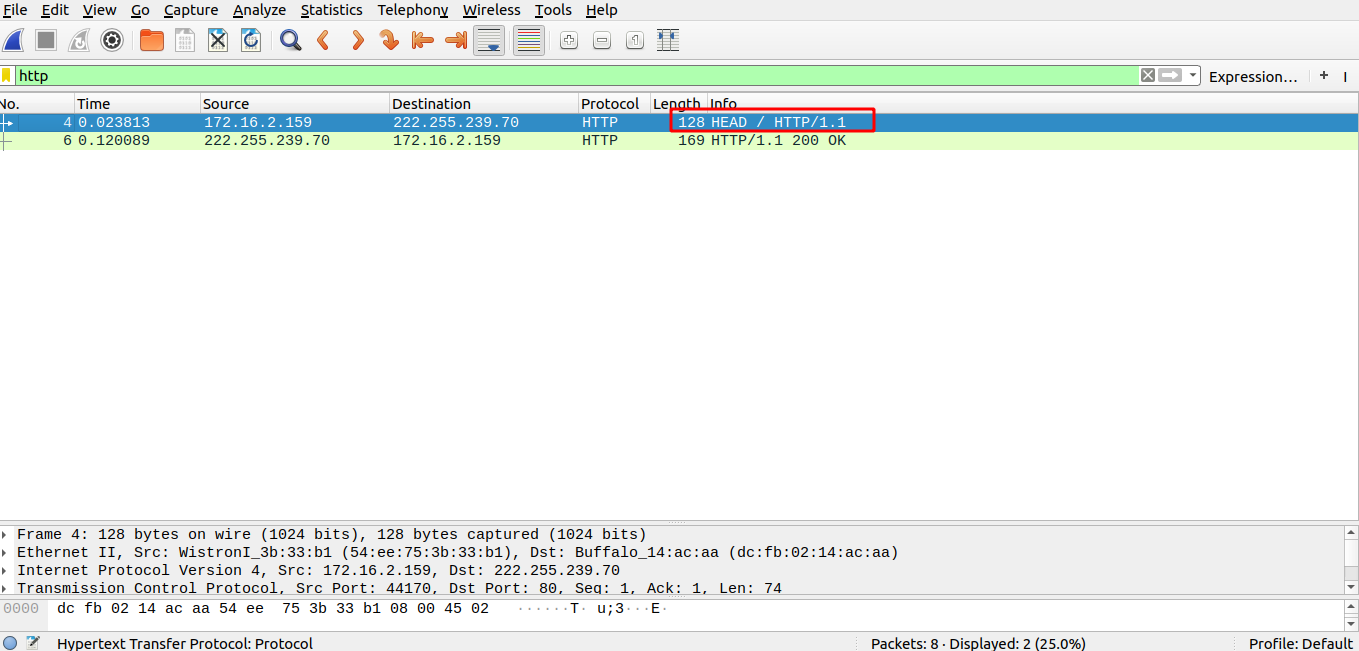 File Edit View Go Capture Analyze Statistics Telephony Wireless Tools Help
http Expression... +
No. Time Source Destination Protocol Length Info
4 0.023813 172.16.2.159 222.255.239.70 HTTP 128 HEAD / HTTP/1.1
6 0.120089 222.255.239.70 172.16.2.159 HTTP 169 HTTP/1.1 200 OK
Frame 4: 128 bytes on wire (1024 bits), 128 bytes captured (1024 bits)
Ethernet II, Src: WistronI_3b:33:b1 (54:ee:75:3b:33:b1), Dst: Buffalo_14:ac:aa (dc:fb:02:14:ac:aa)
Internet Protocol Version 4, Src: 172.16.2.159, Dst: 222.255.239.70
Transmission Control Protocol, Src Port: 44170, Dst Port: 80, Seq: 1, Ack: 1, Len: 74
0000 dc fb 02 14 ac aa 54 ee 75 3b 33 b1 08 00 45 02 ······T· u;3···E·
Hypertext Transfer Protocol: Protocol Packets: 8 · Displayed: 2 (25.0%) Profile: Default